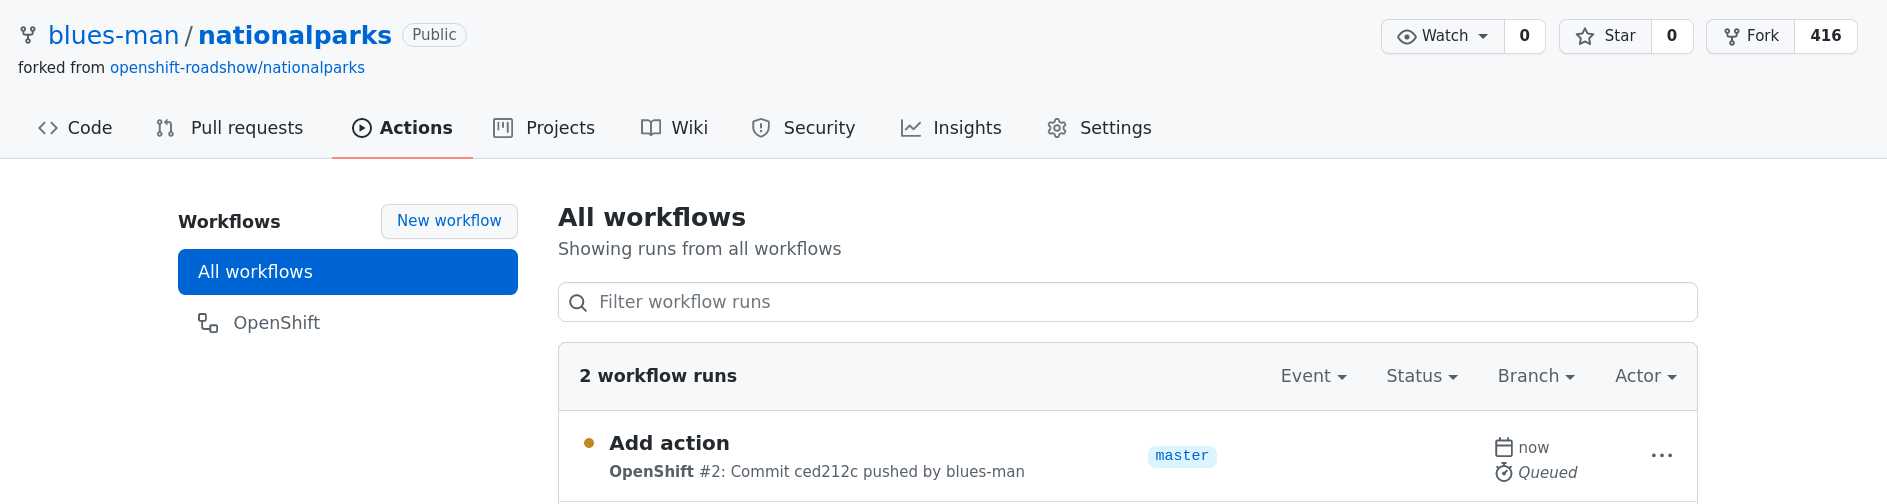 blues-man / nationalparks Public Watch 0 Star 0 Fork 416
forked from openshift-roadshow/nationalparks
Code Pull requests Actions Projects Wiki Security Insights Settings
Workflows New workflow
All workflows
OpenShift
All workflows
Showing runs from all workflows
Filter workflow runs
2 workflow runs Event Status Branch Actor
Add action
OpenShift #2: Commit ced212c pushed by blues-man
master
now
Queued